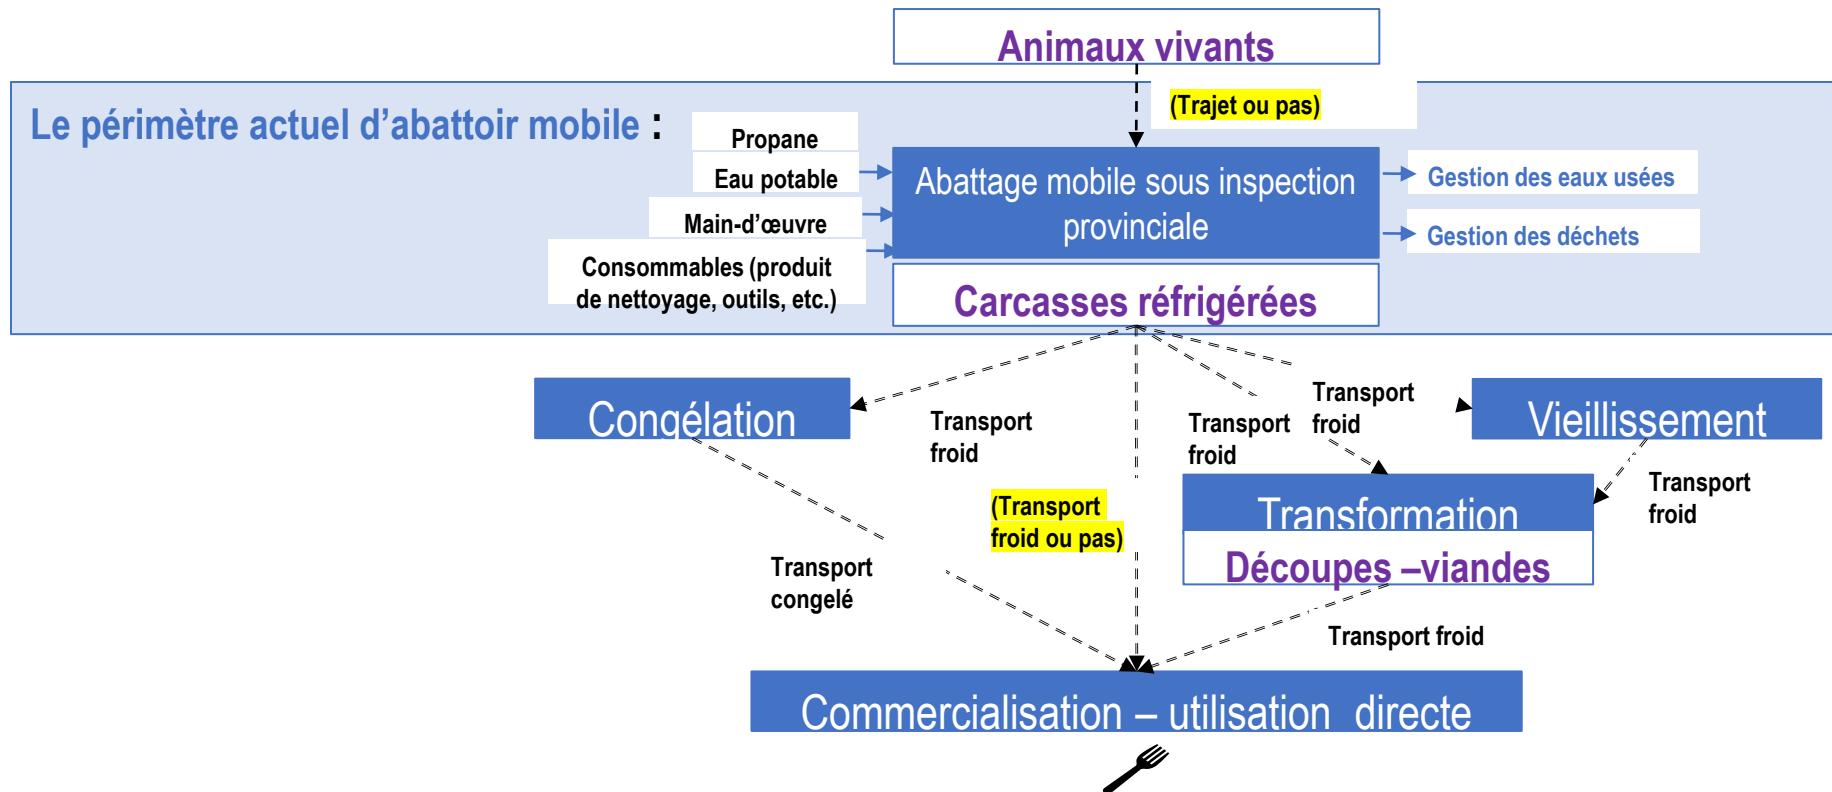 Animaux vivants
(Trajet ou pas)
Le périmètre actuel d’abattoir mobile :
Propane
Eau potable
Main-d’œuvre
Consommables (produit
de nettoyage, outils, etc.)
Abattage mobile sous inspection
provinciale
Gestion des eaux usées
Gestion des déchets
Carcasses réfrigérées
Congélation
Transport
froid
(Transport
froid ou pas)
Transport
froid
Transport
froid
Vieillissement
Transport
froid
Transformation
Découpes –viandes
Transport
congelé
Transport froid
Commercialisation – utilisation directe